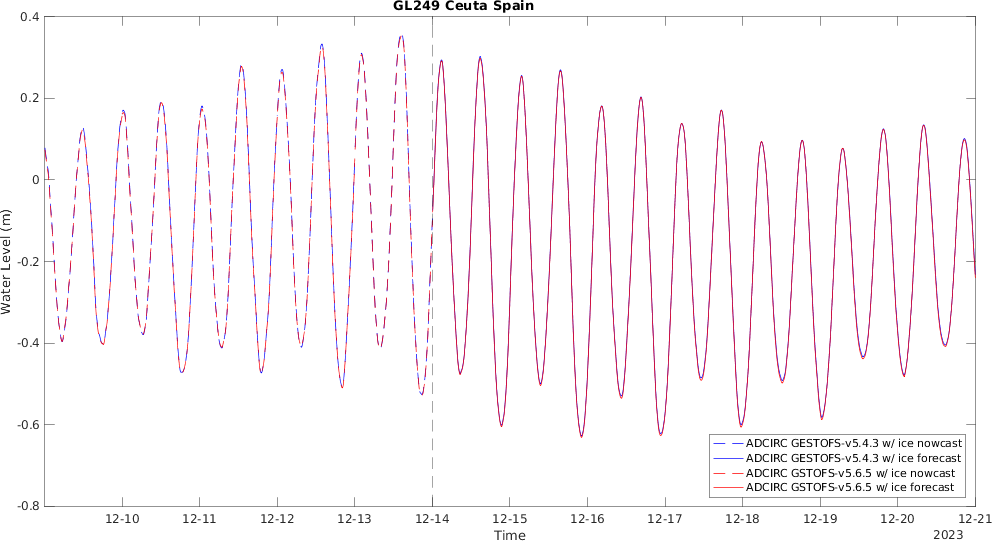 GL249 Ceuta Spain
0.4
0.2
0
-0.2
-0.4
-0.6
-0.8
Water Level (m)
ADCIRC GESTOFS-v5.4.3 w/ ice nowcast
ADCIRC GESTOFS-v5.4.3 w/ ice forecast
ADCIRC GSTOFS-v5.6.5 w/ ice nowcast
ADCIRC GSTOFS-v5.6.5 w/ ice forecast
12-10 12-11 12-12 12-13 12-14 12-15 12-16 12-17 12-18 12-19 12-20 12-21
Time
2023